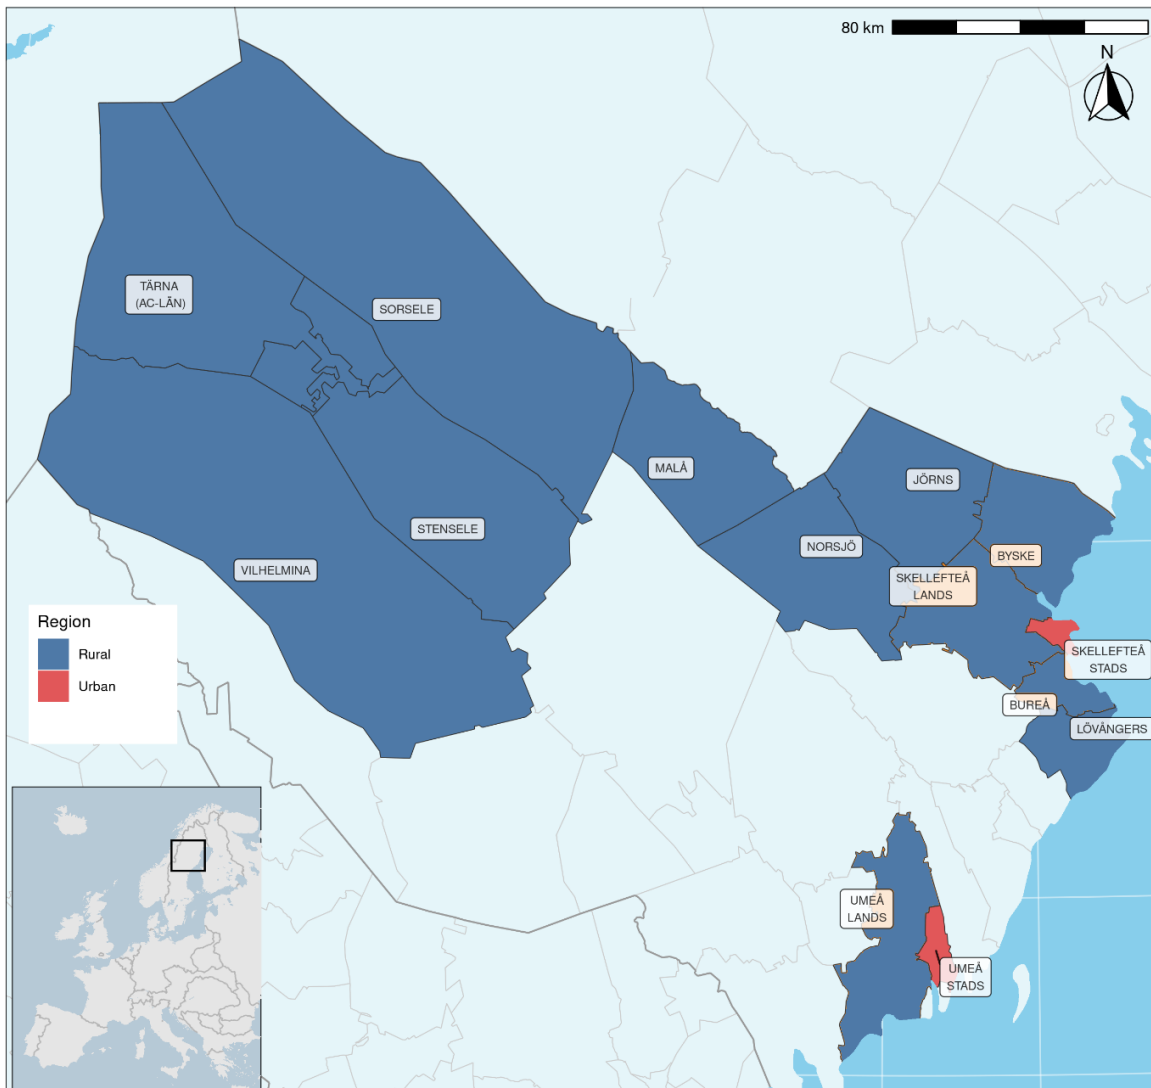 80 km
N
TÄRNA
(AC-LÄN)
SORSELE
MALÅ
JÖRNS
STENSELE
NORSJÖ
BYSKE
VILHELMINA
SKELLEFTEÅ
LANDS
Region
Rural
Urban
SKELLEFTEÅ
STADS
BUREÅ
LÖVÅNGERS
UMEÅ
LANDS
UMEÅ
STADS